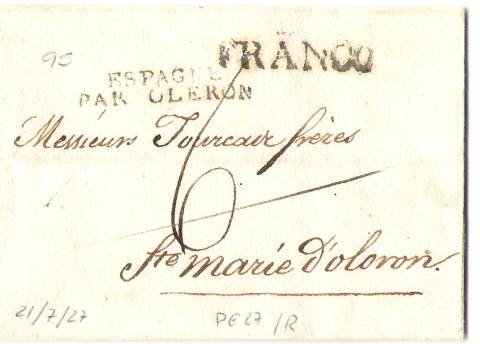 95
FRANCO
ESPAGNE
PAR OLERON
Messieurs Fourcade frères
6
Ste marie d'oloron.
21/7/27
PE27/R